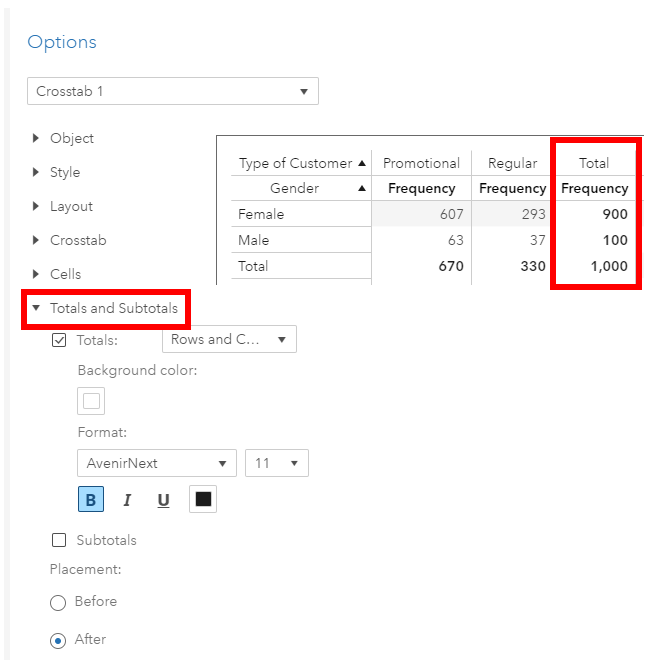 Options
Crosstab 1
Object
Style
Layout
Crosstab
Cells
Totals and Subtotals
Totals: Rows and C...
Background color:
Format:
AvenirNext 11
B I U
Subtotals
Placement:
Before
After
Type of Customer Promotional Regular Total
Gender Frequency Frequency Frequency
Female 607 293 900
Male 63 37 100
Total 670 330 1,000